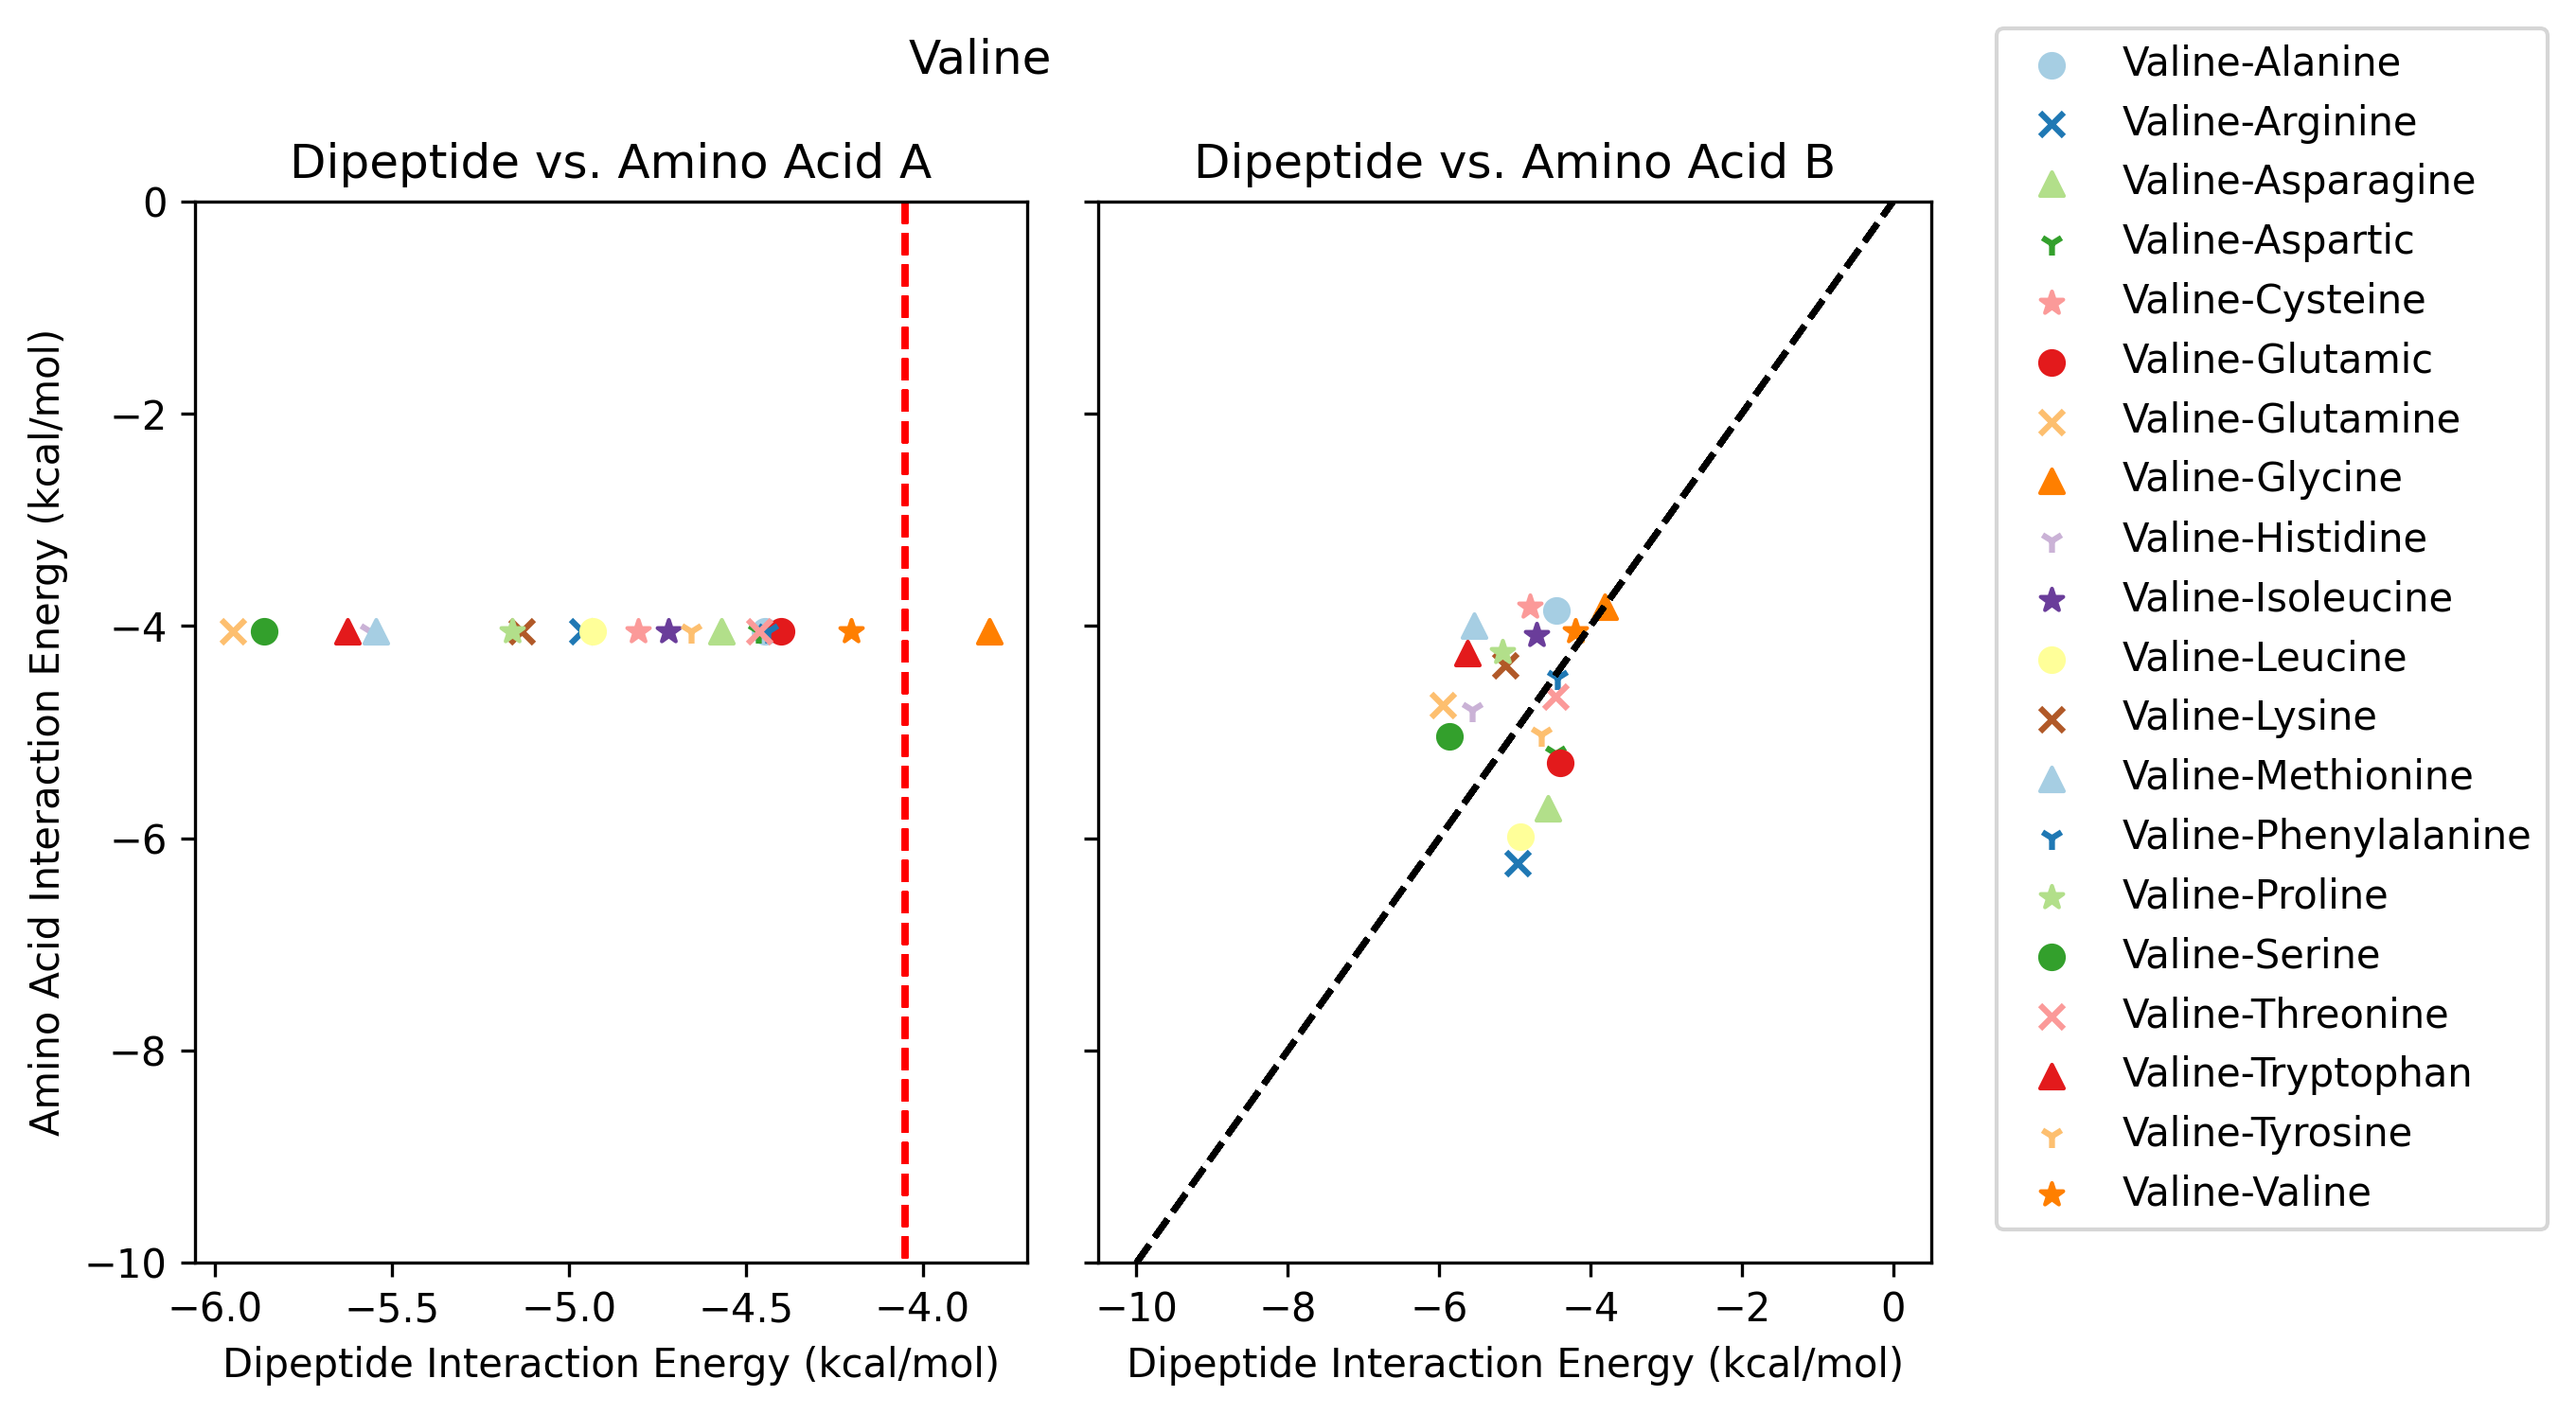 Valine
Dipeptide vs. Amino Acid A
Dipeptide vs. Amino Acid B
Amino Acid Interaction Energy (kcal/mol)
0
−2
−4
−6
−8
−10
−6.0 −5.5 −5.0 −4.5 −4.0
Dipeptide Interaction Energy (kcal/mol)
−10 −8 −6 −4 −2 0
Dipeptide Interaction Energy (kcal/mol)
Valine-Alanine
Valine-Arginine
Valine-Asparagine
Valine-Aspartic
Valine-Cysteine
Valine-Glutamic
Valine-Glutamine
Valine-Glycine
Valine-Histidine
Valine-Isoleucine
Valine-Leucine
Valine-Lysine
Valine-Methionine
Valine-Phenylalanine
Valine-Proline
Valine-Serine
Valine-Threonine
Valine-Tryptophan
Valine-Tyrosine
Valine-Valine